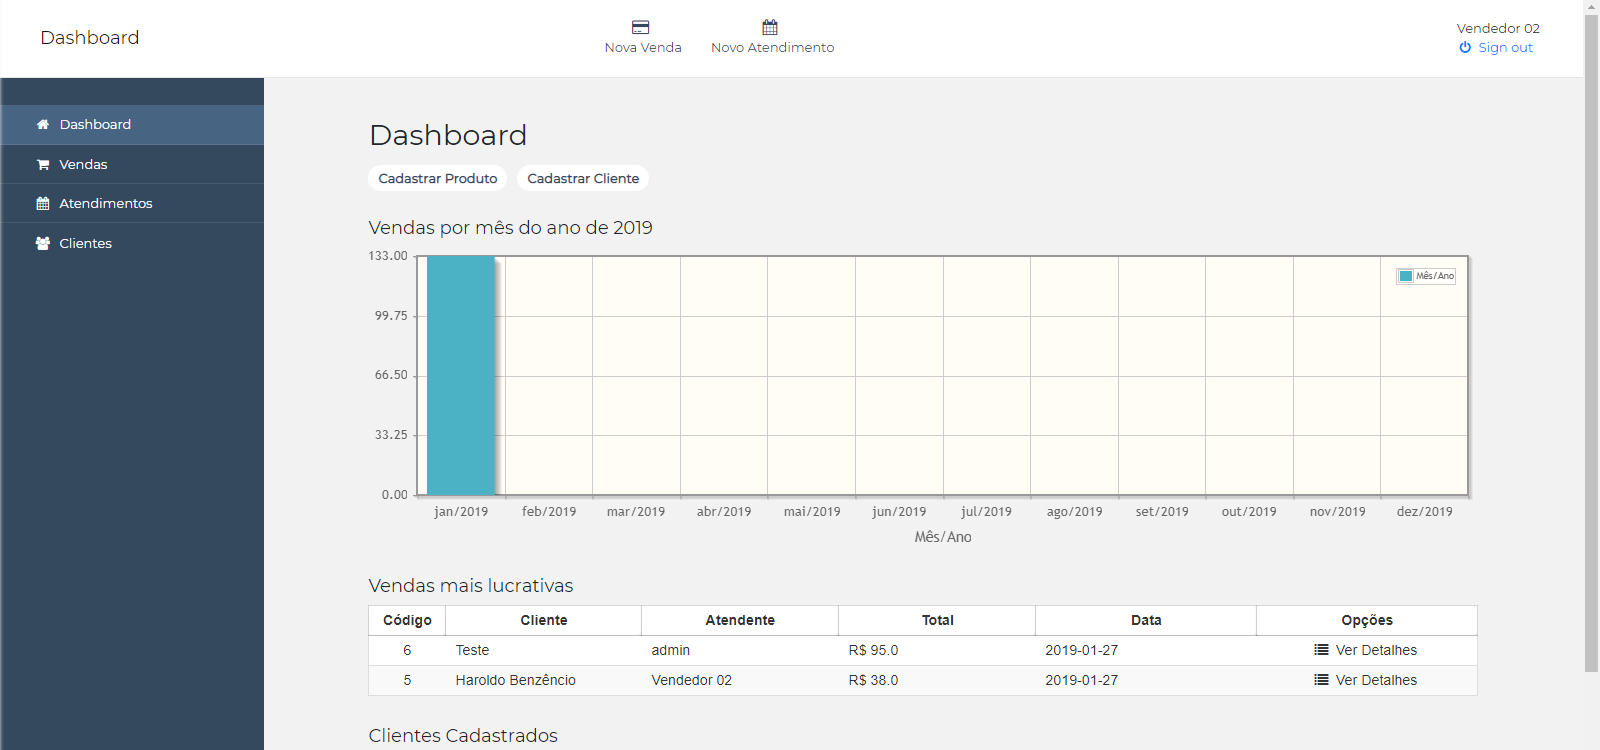 Dashboard
Nova Venda
Novo Atendimento
Vendedor 02
Sign out
Dashboard
Vendas
Atendimentos
Clientes
Dashboard
Cadastrar Produto
Cadastrar Cliente
Vendas por mês do ano de 2019
133.00
99.75
66.50
33.25
0.00
Mês/Ano
jan/2019 feb/2019 mar/2019 abr/2019 mai/2019 jun/2019 jul/2019 ago/2019 set/2019 out/2019 nov/2019 dez/2019
Mês/Ano
Vendas mais lucrativas
Código Cliente Atendente Total Data Opções
6 Teste admin R$ 95.0 2019-01-27 Ver Detalhes
5 Haroldo Benzêncio Vendedor 02 R$ 38.0 2019-01-27 Ver Detalhes
Clientes Cadastrados